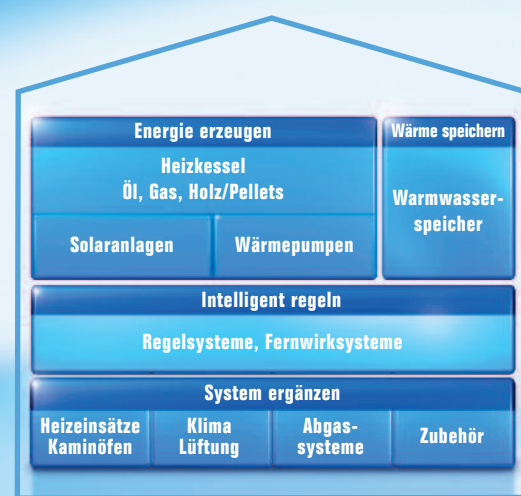 Energie erzeugen
Heizkessel
Öl, Gas, Holz/Pellets
Solaranlagen
Wärmepumpen
Wärme speichern
Warmwasser-
speicher
Intelligent regeln
Regelsysteme, Fernwirksysteme
System ergänzen
Heizeinsätze
Kaminöfen
Klima
Lüftung
Abgas-
systeme
Zubehör